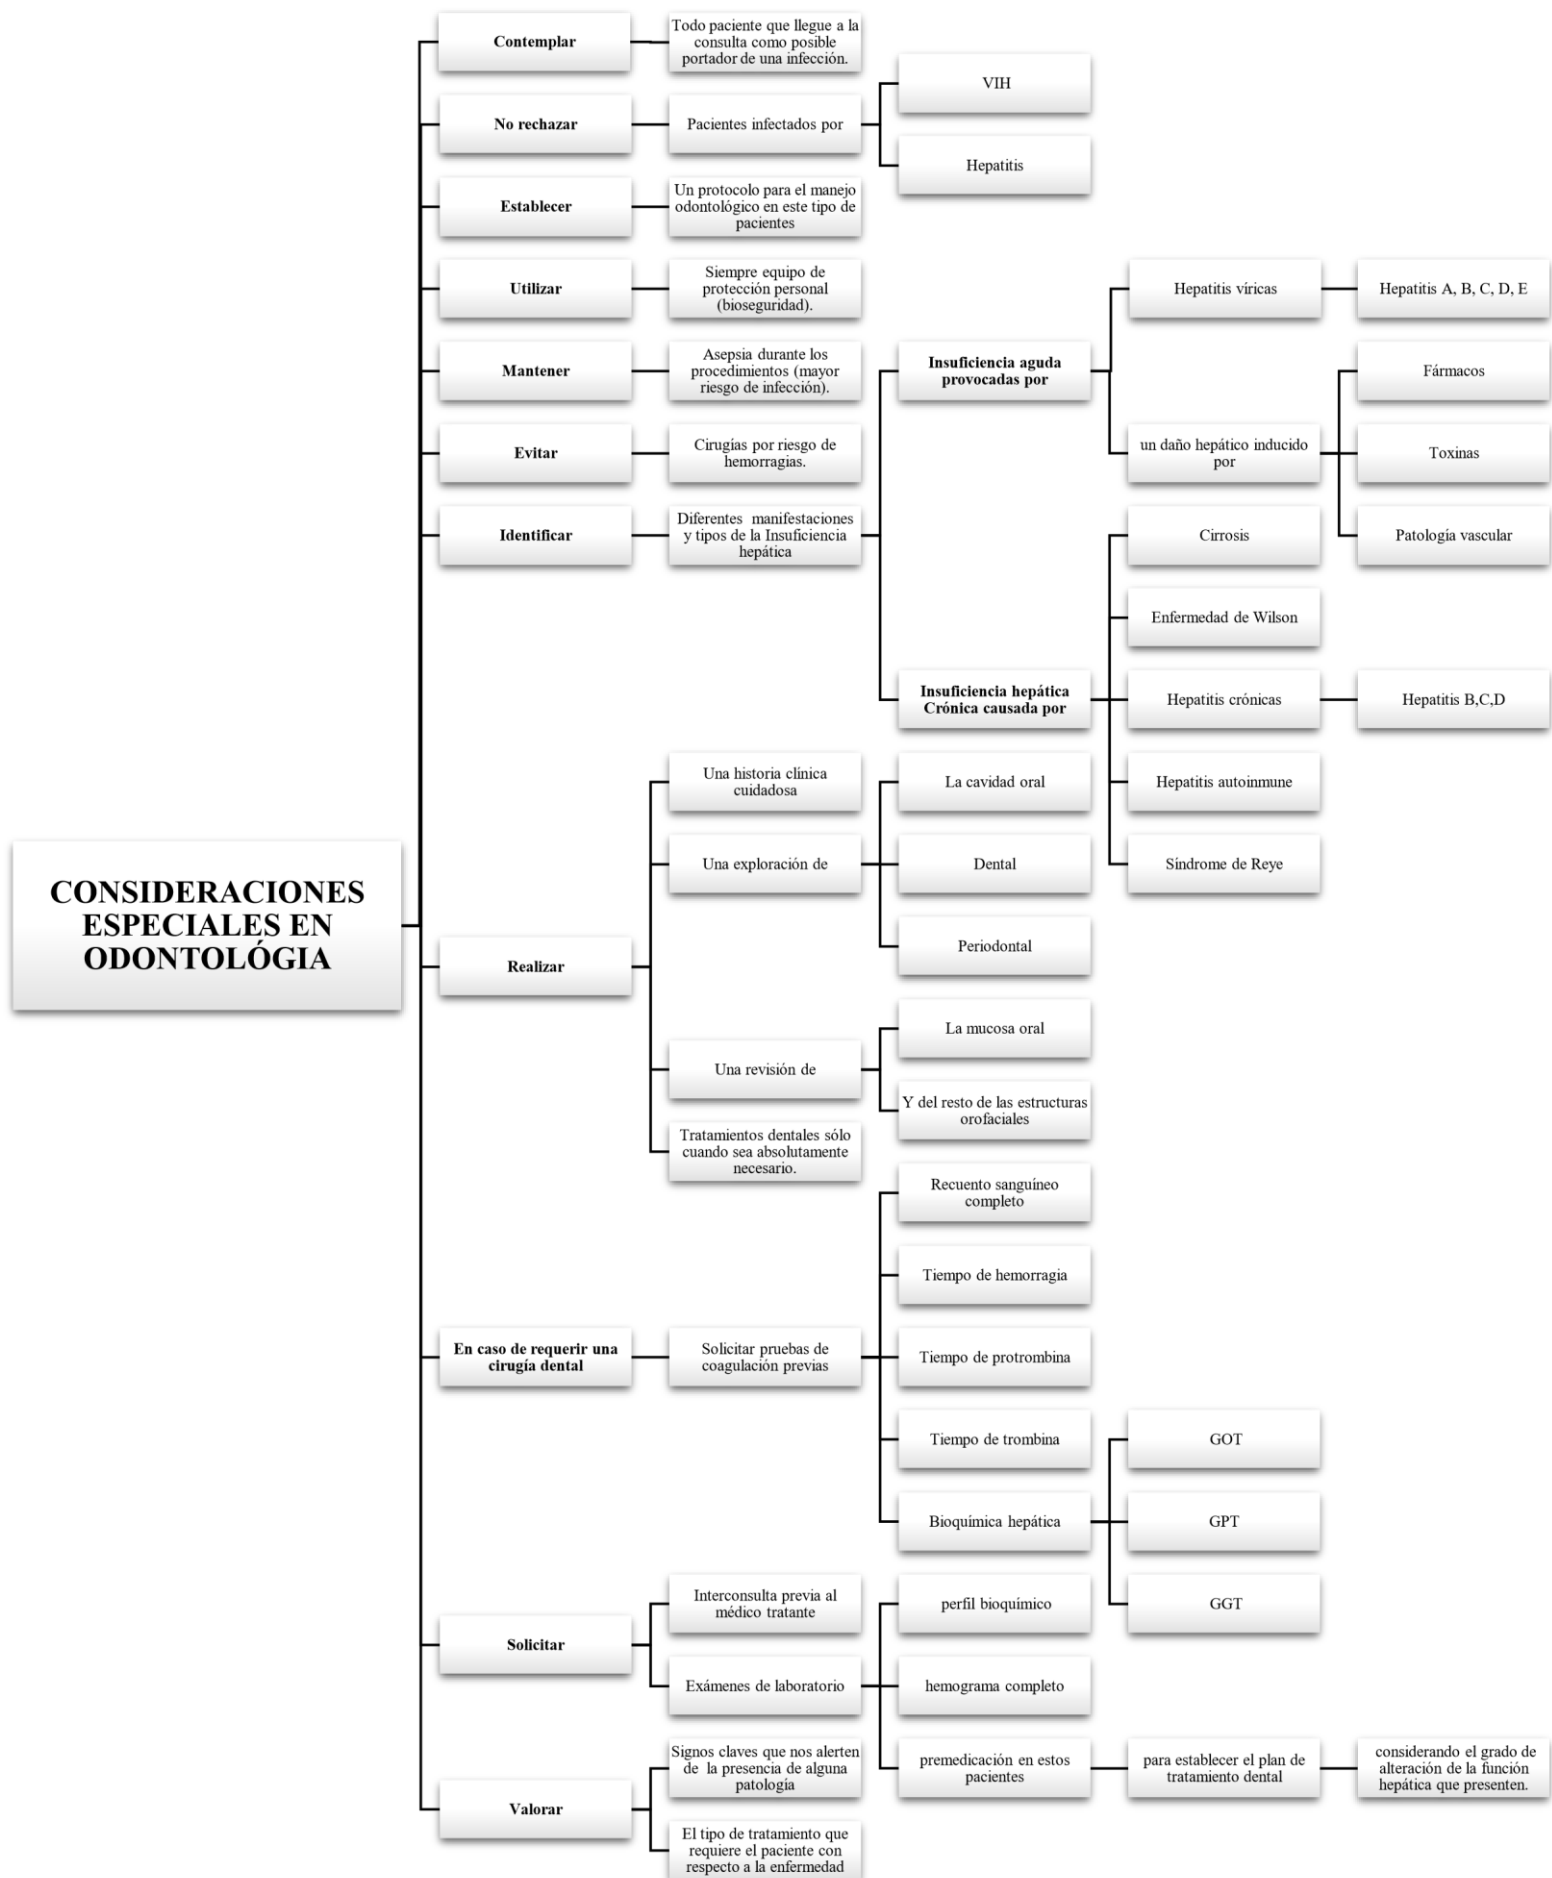 CONSIDERACIONES
ESPECIALES EN
ODONTOLÓGIA
Contemplar
Todo paciente que llegue a la
consulta como posible
portador de una infección.
No rechazar
Pacientes infectados por
VIH
Hepatitis
Establecer
Un protocolo para el manejo
odontológico en este tipo de
pacientes
Utilizar
Siempre equipo de
protección personal
(bioseguridad).
Mantener
Asepsia durante los
procedimientos (mayor
riesgo de infección).
Evitar
Cirugías por riesgo de
hemorragias.
Identificar
Diferentes manifestaciones
y tipos de la Insuficiencia
hepática
Insuficiencia aguda
provocadas por
Hepatitis víricas
Hepatitis A, B, C, D, E
un daño hepático inducido
por
Fármacos
Toxinas
Patología vascular
Insuficiencia hepática
Crónica causada por
Cirrosis
Enfermedad de Wilson
Hepatitis crónicas
Hepatitis B,C,D
Hepatitis autoinmune
Síndrome de Reye
Realizar
Una historia clínica
cuidadosa
Una exploración de
La cavidad oral
Dental
Periodontal
Una revisión de
La mucosa oral
Y del resto de las estructuras
orofaciales
Tratamientos dentales sólo
cuando sea absolutamente
necesario.
En caso de requerir una
cirugía dental
Solicitar pruebas de
coagulación previas
Recuento sanguíneo
completo
Tiempo de hemorragia
Tiempo de protrombina
Tiempo de trombina
Bioquímica hepática
GOT
GPT
GGT
Solicitar
Interconsulta previa al
médico tratante
Exámenes de laboratorio
perfil bioquímico
hemograma completo
premedicación en estos
pacientes
para establecer el plan de
tratamiento dental
considerando el grado de
alteración de la función
hepática que presenten.
Valorar
Signos claves que nos alerten
de la presencia de alguna
patología
El tipo de tratamiento que
requiere el paciente con
respecto a la enfermedad